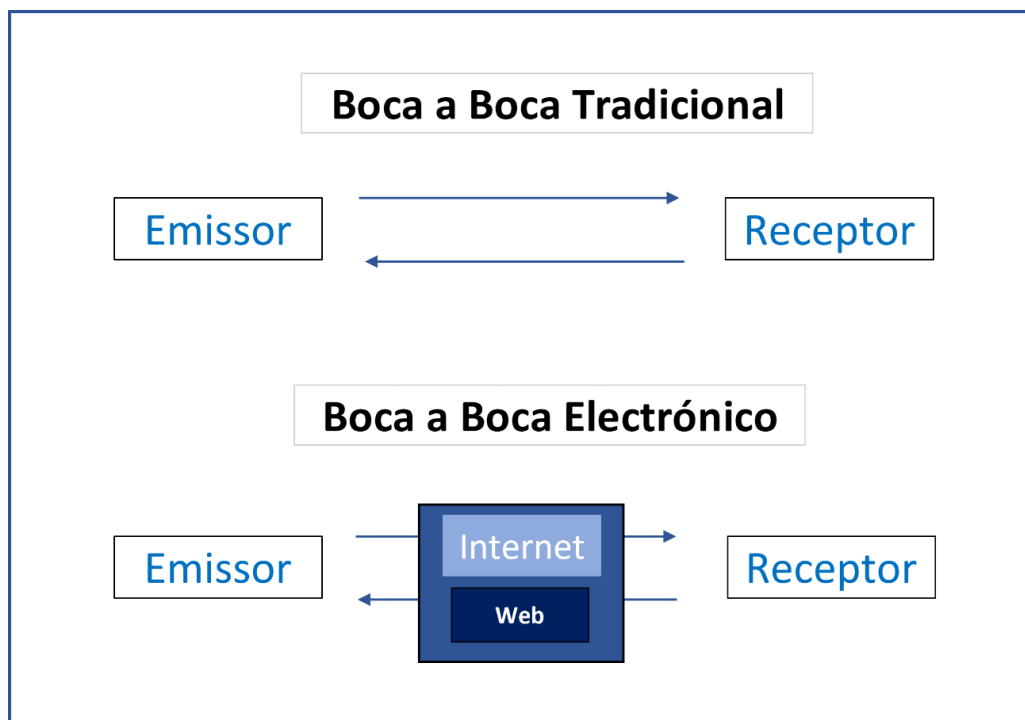 Boca a Boca Tradicional
Emissor
Receptor
Boca a Boca Electrónico
Emissor
Internet
Web
Receptor